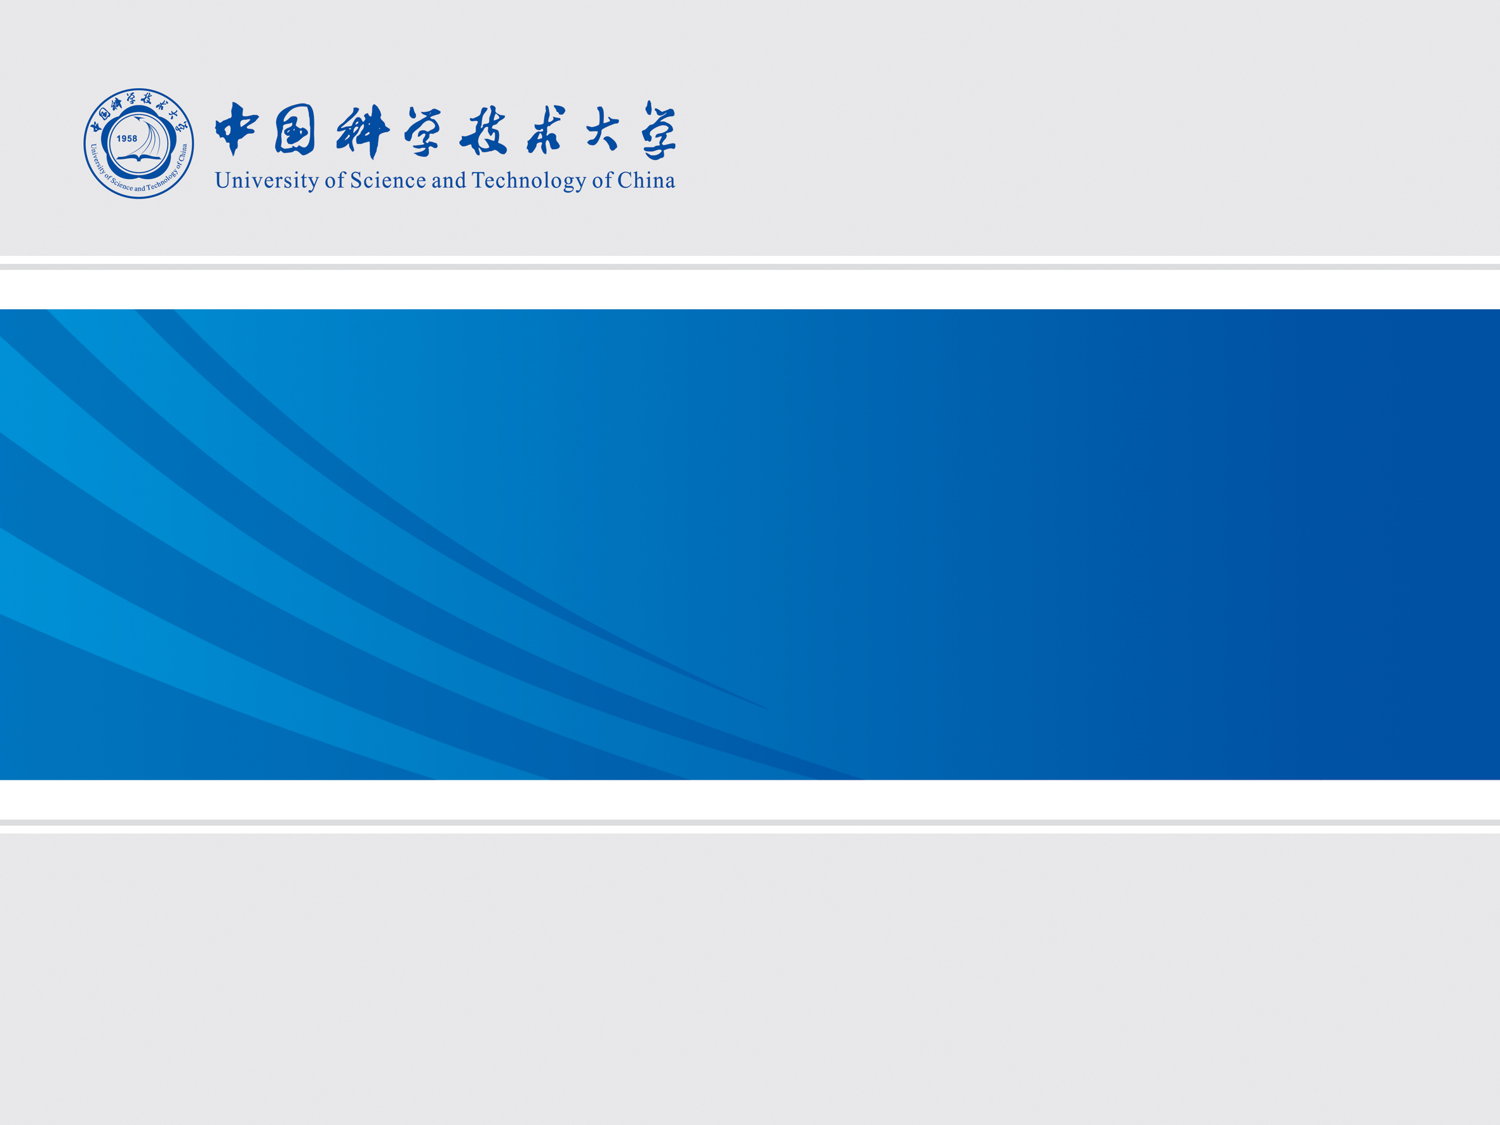 中国科学技术大学
1958
University of Science and Technology of China
中国科学技术大学
University of Science and Technology of China